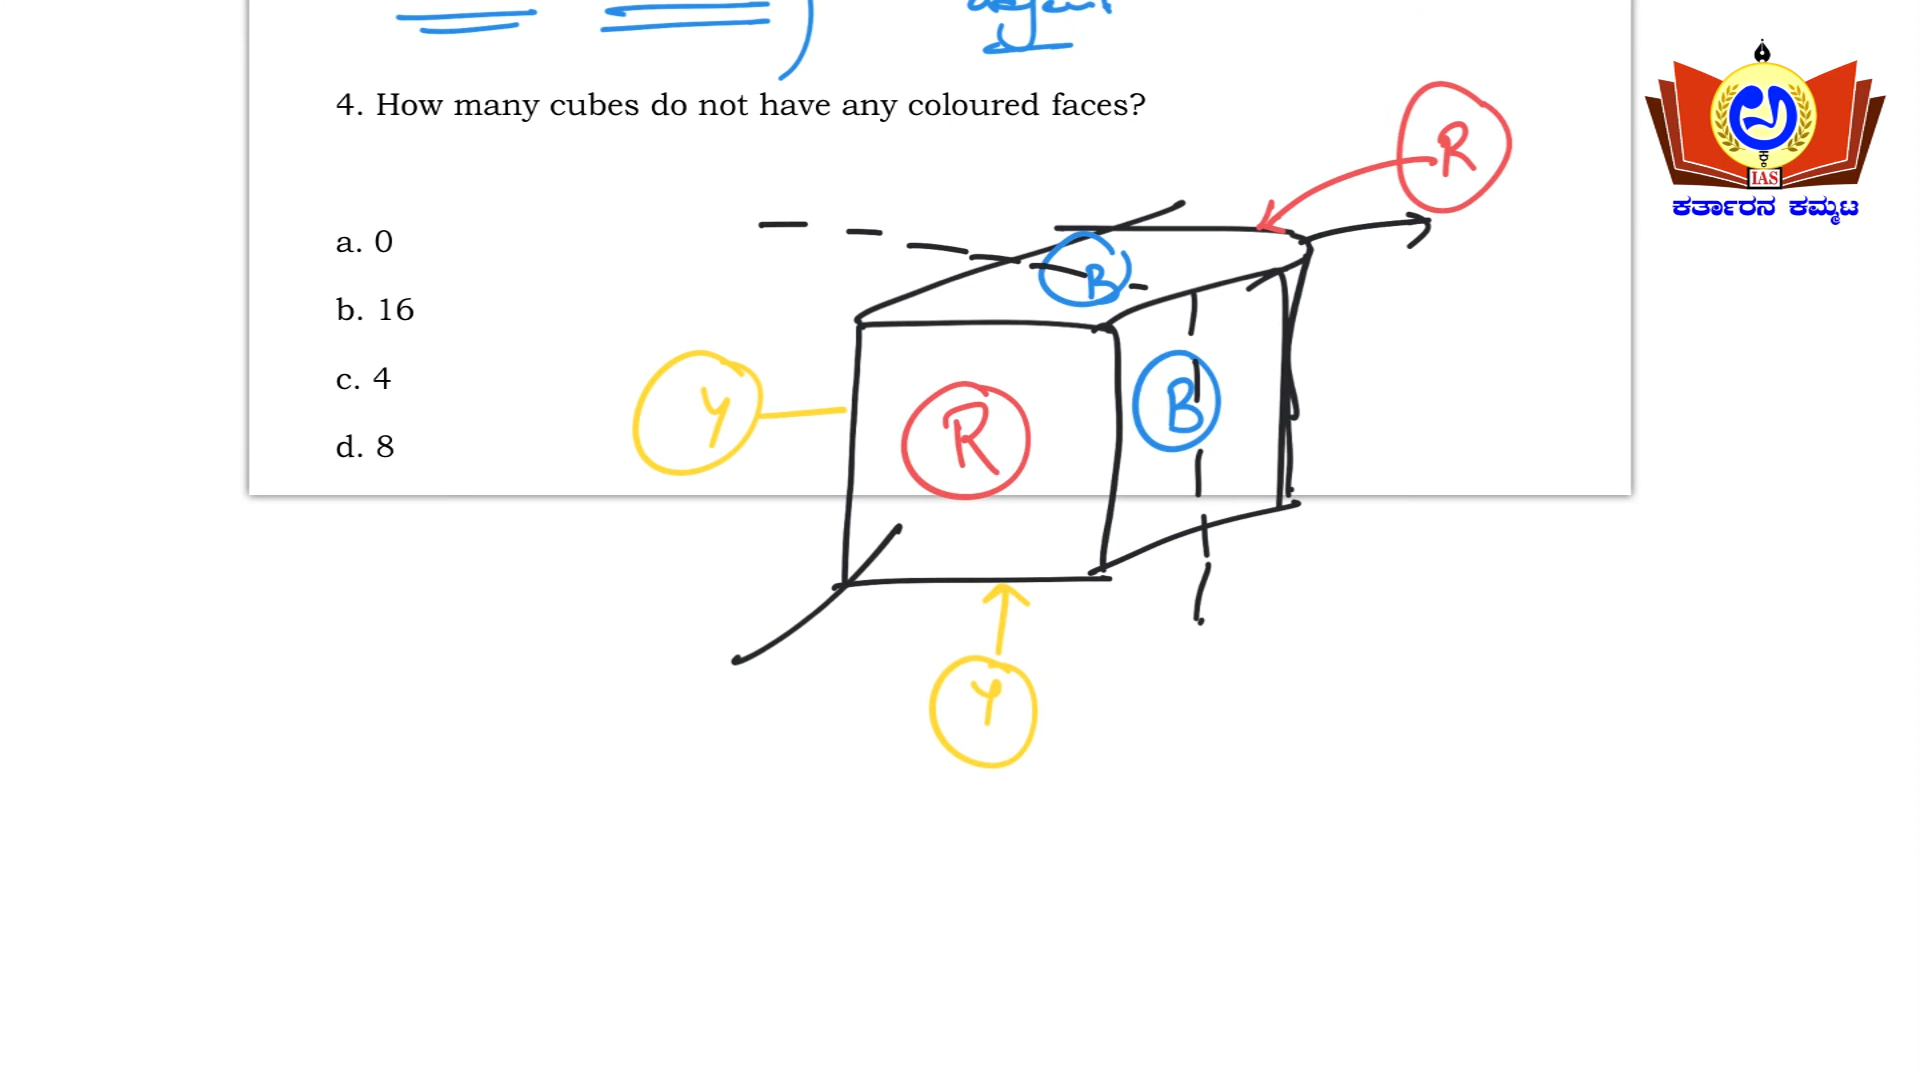 4. How many cubes do not have any coloured faces?
R
IAS
ಕರ್ತಾರನ ಕಮ್ಮಟ
a. 0
B
b. 16
c. 4
Y
R
B
d. 8
Y